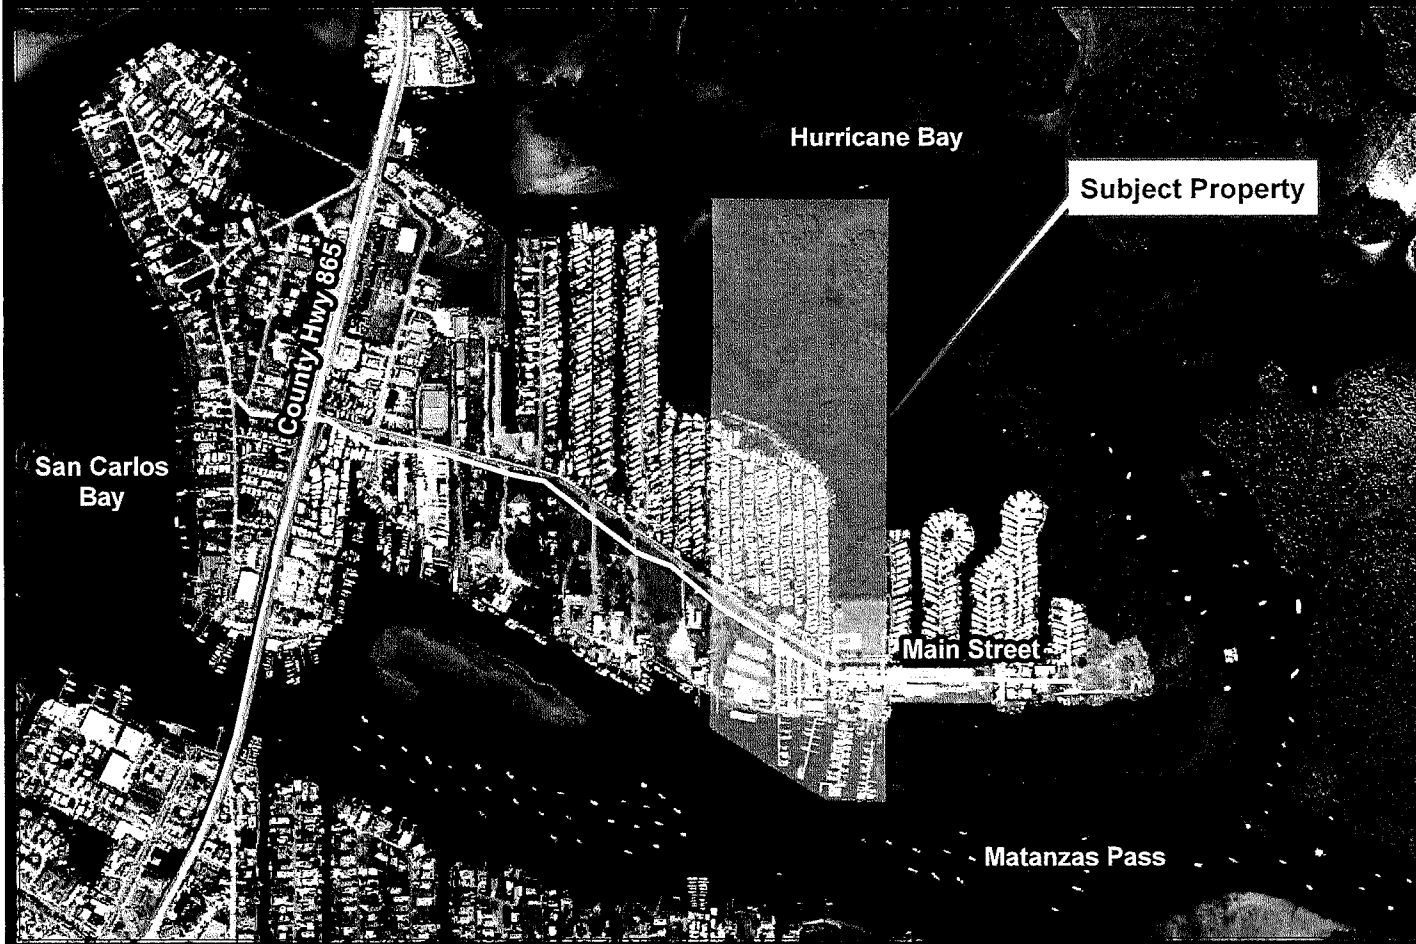 Hurricane Bay
Subject Property
County Hwy 865
San Carlos
Bay
Main Street
Matanzas Pass